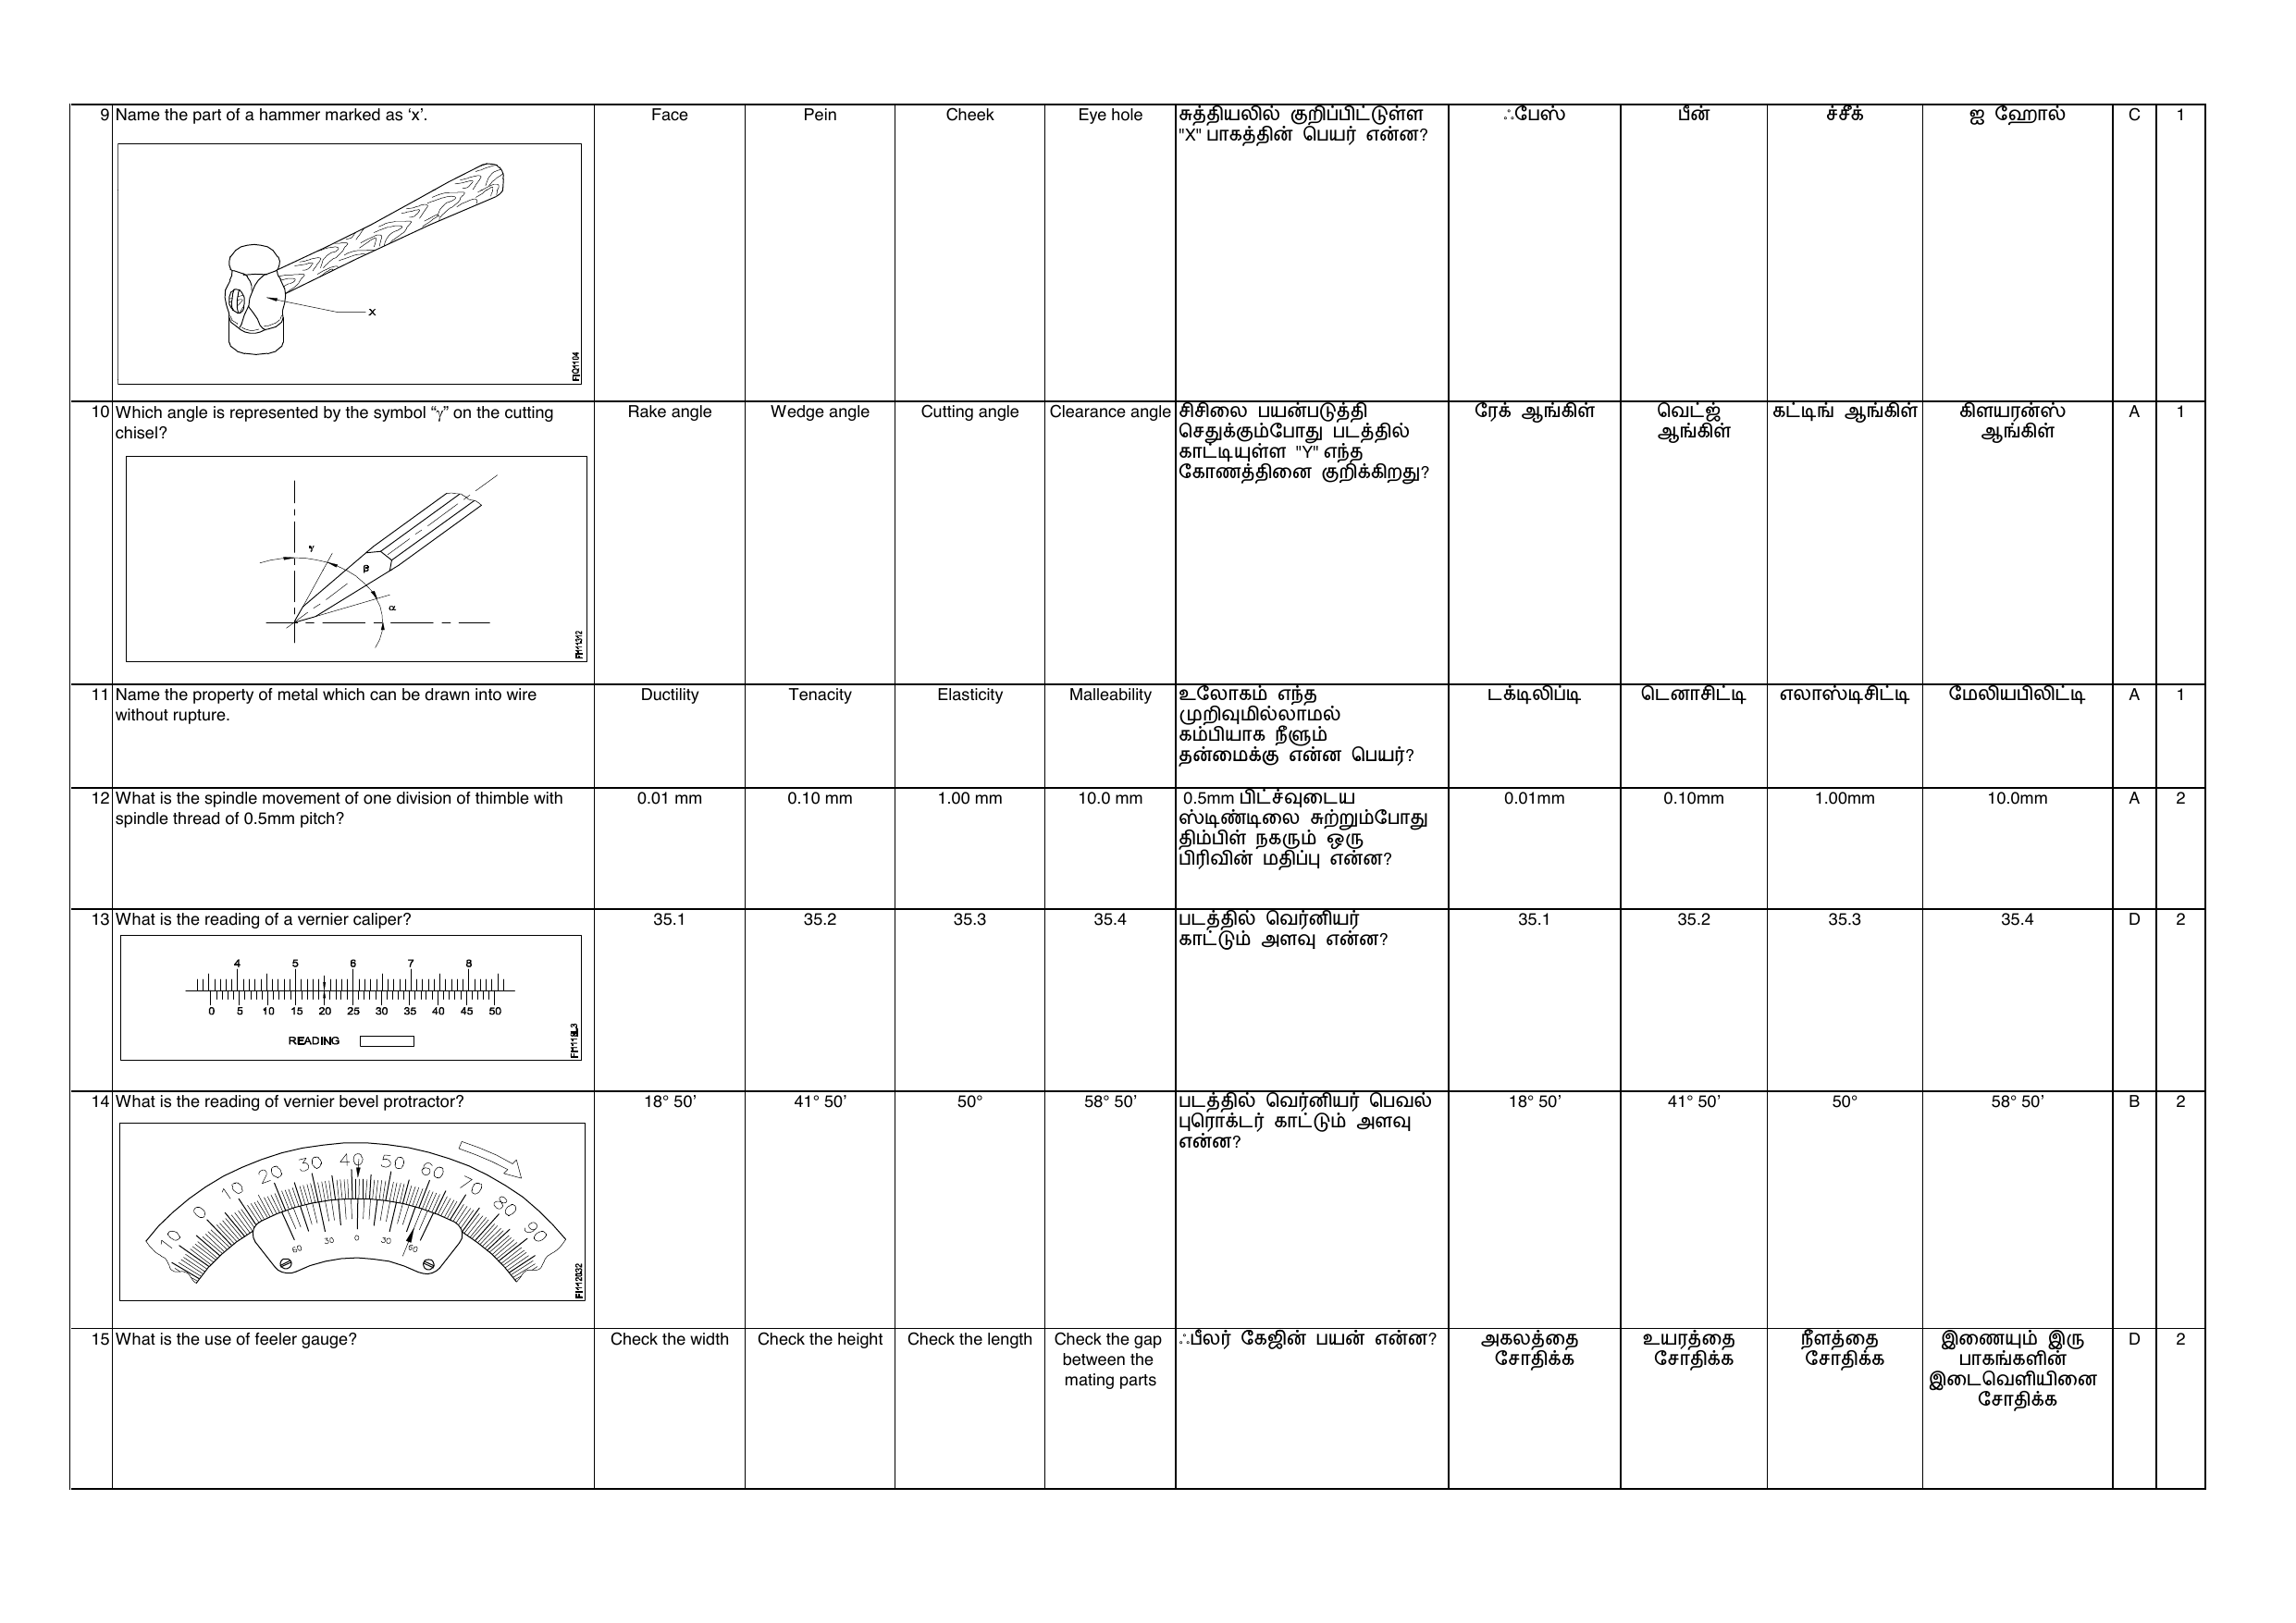 9 Name the part of a hammer marked as ‘x’.
Face
Pein
Cheek
Eye hole
சுத்தியலில் குறிப்பிட்டுள்ள
"X" பாகத்தின் பெயர் என்ன?
ஃபேஸ்
பீன்
ச்சீக்
ஐ ஹோல்
C
1
X
FIQ1104
10 Which angle is represented by the symbol “γ” on the cutting
chisel?
Rake angle
Wedge angle
Cutting angle
Clearance angle
சிசிலை பயன்படுத்தி
செதுக்கும்போது படத்தில்
காட்டியுள்ள "Y" எந்த
கோணத்தினை குறிக்கிறது?
ரேக் ஆங்கிள்
வெட்ஜ்
ஆங்கிள்
கட்டிங் ஆங்கிள்
கிளயரன்ஸ்
ஆங்கிள்
A
1
γ
β
α
11 Name the property of metal which can be drawn into wire
without rupture.
Ductility
Tenacity
Elasticity
Malleability
உலோகம் எந்த
முறிவுமில்லாமல்
கம்பியாக நீளும்
தன்மைக்கு என்ன பெயர்?
டக்டிலிப்டி
டெனாசிட்டி
எலாஸ்டிசிட்டி
மேலியபிலிட்டி
A
1
12 What is the spindle movement of one division of thimble with
spindle thread of 0.5mm pitch?
0.01 mm
0.10 mm
1.00 mm
10.0 mm
0.5mm பிட்ச்வுடைய
ஸ்டிண்டிலை சுற்றும்போது
திம்பிள் நகரும் ஒரு
பிரிவின் மதிப்பு என்ன?
0.01mm
0.10mm
1.00mm
10.0mm
A
2
13 What is the reading of a vernier caliper?
35.1
35.2
35.3
35.4
படத்தில் வெர்னியர்
காட்டும் அளவு என்ன?
35.1
35.2
35.3
35.4
D
2
4 5 6 7 8
0 5 10 15 20 25 30 35 40 45 50
READING
14 What is the reading of vernier bevel protractor?
18° 50’
41° 50’
50°
58° 50’
படத்தில் வெர்னியர் பெவல்
புரொக்டர் காட்டும் அளவு
என்ன?
18° 50’
41° 50’
50°
58° 50’
B
2
10 0 10 20 30 40 50 60 70 80 90
60 30 0 30 60
15 What is the use of feeler gauge?
Check the width
Check the height
Check the length
Check the gap
between the
mating parts
ஃபீலர் கேஜின் பயன் என்ன?
அகலத்தை
சோதிக்க
உயரத்தை
சோதிக்க
நீளத்தை
சோதிக்க
இணையும் இரு
பாகங்களின்
இடைவெளியினை
சோதிக்க
D
2